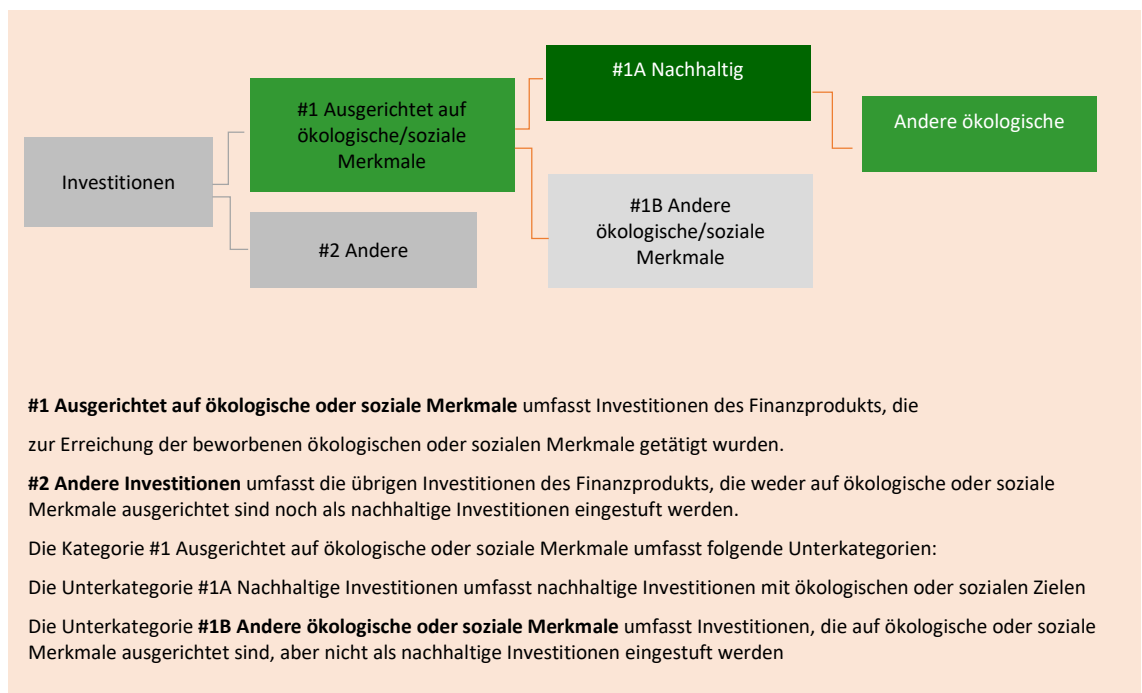 #1A Nachhaltig
#1 Ausgerichtet auf
ökologische/soziale
Merkmale
Andere ökologische
Investitionen
#1B Andere
ökologische/soziale
Merkmale
#2 Andere
#1 Ausgerichtet auf ökologische oder soziale Merkmale umfasst Investitionen des Finanzprodukts, die
zur Erreichung der beworbenen ökologischen oder sozialen Merkmale getätigt wurden.
#2 Andere Investitionen umfasst die übrigen Investitionen des Finanzprodukts, die weder auf ökologische oder soziale
Merkmale ausgerichtet sind noch als nachhaltige Investitionen eingestuft werden.
Die Kategorie #1 Ausgerichtet auf ökologische oder soziale Merkmale umfasst folgende Unterkategorien:
Die Unterkategorie #1A Nachhaltige Investitionen umfasst nachhaltige Investitionen mit ökologischen oder sozialen Zielen
Die Unterkategorie #1B Andere ökologische oder soziale Merkmale umfasst Investitionen, die auf ökologische oder soziale
Merkmale ausgerichtet sind, aber nicht als nachhaltige Investitionen eingestuft werden